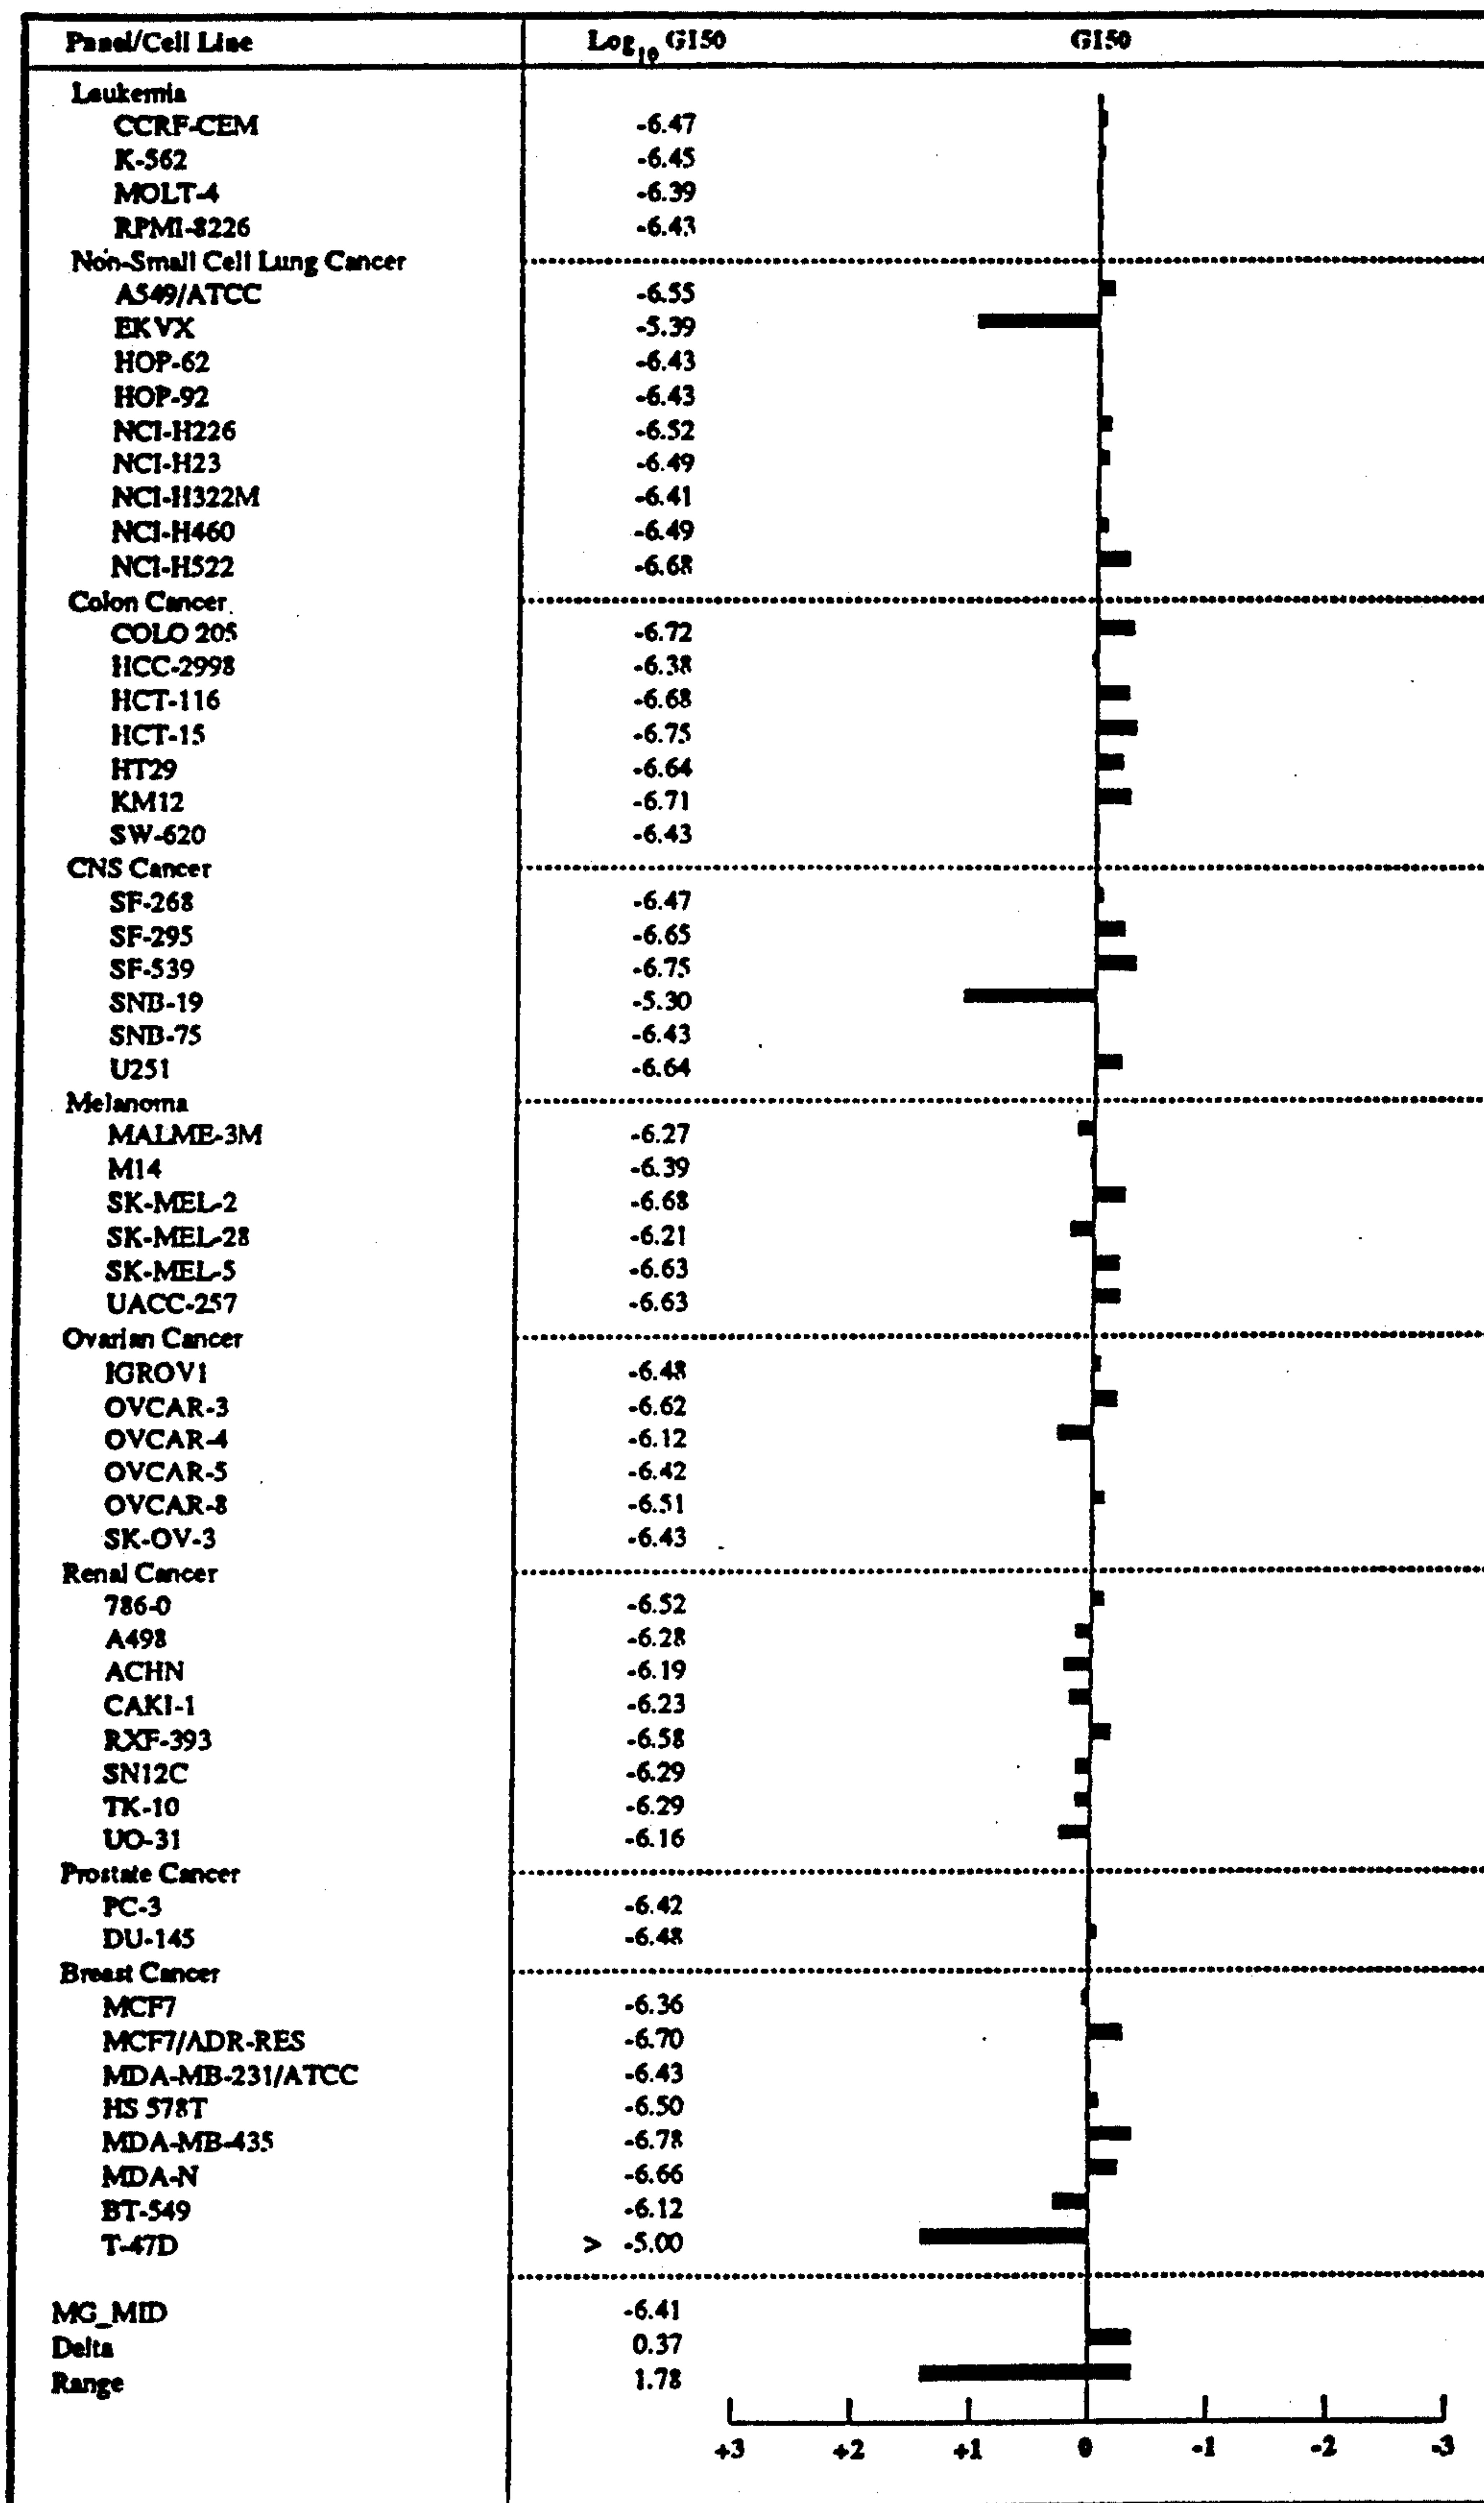 Panel/Cell Line Log10 GI50 GI50
Leukemia
CCRF-CEM -6.47
K-562 -6.45
MOLT-4 -6.39
RPMI-8226 -6.43
Non-Small Cell Lung Cancer
A549/ATCC -6.55
EKVX -5.39
HOP-62 -6.43
HOP-92 -6.43
NCI-H226 -6.52
NCI-H23 -6.49
NCI-H322M -6.41
NCI-H460 -6.49
NCI-H522 -6.68
Colon Cancer
COLO 205 -6.72
HCC-2998 -6.38
HCT-116 -6.68
HCT-15 -6.75
HT29 -6.64
KM12 -6.71
SW-620 -6.43
CNS Cancer
SF-268 -6.47
SF-295 -6.65
SF-539 -6.75
SNB-19 -5.30
SNB-75 -6.43
U251 -6.64
Melanoma
MALME-3M -6.27
M14 -6.39
SK-MEL-2 -6.68
SK-MEL-28 -6.21
SK-MEL-5 -6.63
UACC-257 -6.63
Ovarian Cancer
IGROV1 -6.48
OVCAR-3 -6.62
OVCAR-4 -6.12
OVCAR-5 -6.42
OVCAR-8 -6.51
SK-OV-3 -6.43
Renal Cancer
786-0 -6.52
A498 -6.28
ACHN -6.19
CAKI-1 -6.23
RXF-393 -6.58
SN12C -6.29
TK-10 -6.29
UO-31 -6.16
Prostate Cancer
PC-3 -6.42
DU-145 -6.48
Breast Cancer
MCF7 -6.36
MCF7/ADR-RES -6.70
MDA-MB-231/ATCC -6.43
HS 578T -6.50
MDA-MB-435 -6.78
MDA-N -6.66
BT-549 -6.12
T-47D > -5.00
MG_MID -6.41
Delta 0.37
Range 1.78
+3 +2 +1 0 -1 -2 -3